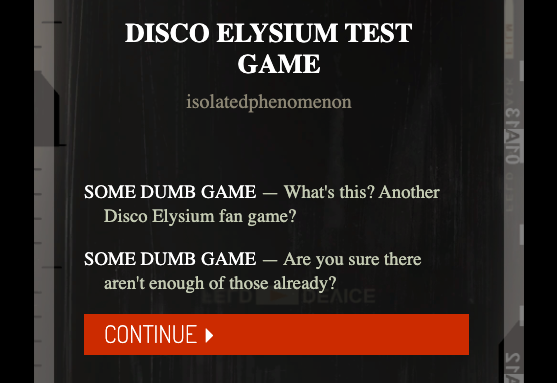 DISCO ELYSIUM TEST
GAME
isolatedphenomenon
SOME DUMB GAME — What's this? Another
Disco Elysium fan game?
SOME DUMB GAME — Are you sure there
aren't enough of those already?
CONTINUE